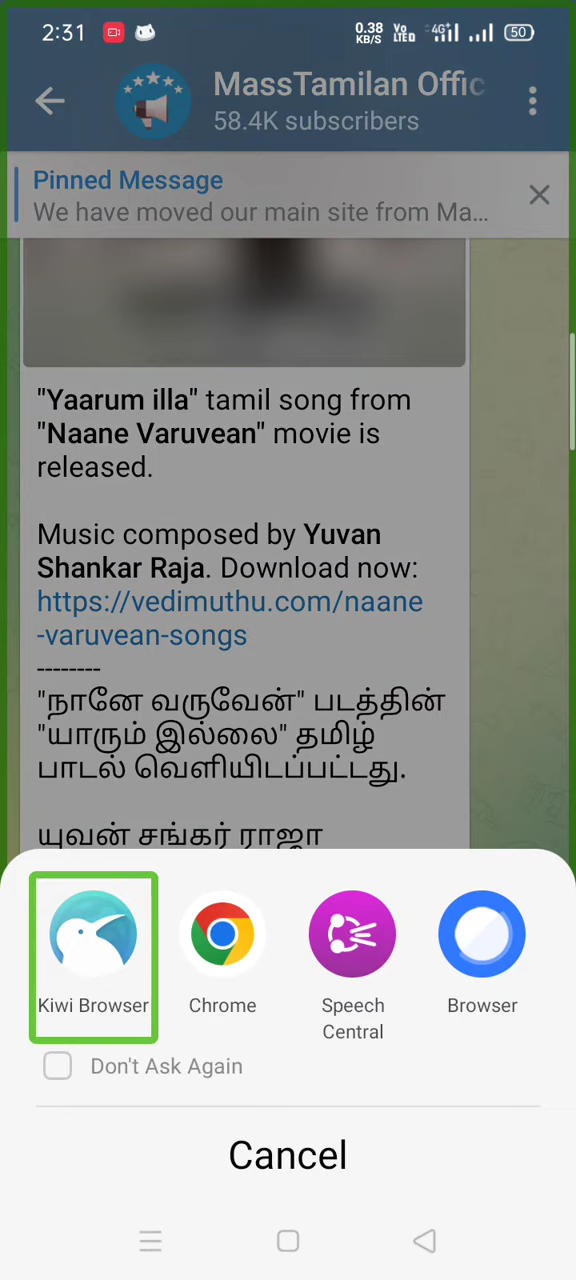 2:31
0.38 KB/S
Vo LTE D
4G+
50
MassTamilan Offic
58.4K subscribers
Pinned Message
We have moved our main site from Ma...
"Yaarum illa" tamil song from
"Naane Varuvean" movie is
released.
Music composed by Yuvan
Shankar Raja. Download now:
https://vedimuthu.com/naane
-varuvean-songs
--------
"நானே வருவேன்" படத்தின்
"யாரும் இல்லை" தமிழ்
பாடல் வெளியிடப்பட்டது.
யுவன் சங்கர் ராஜா
Kiwi Browser
Chrome
Speech
Central
Browser
Don't Ask Again
Cancel